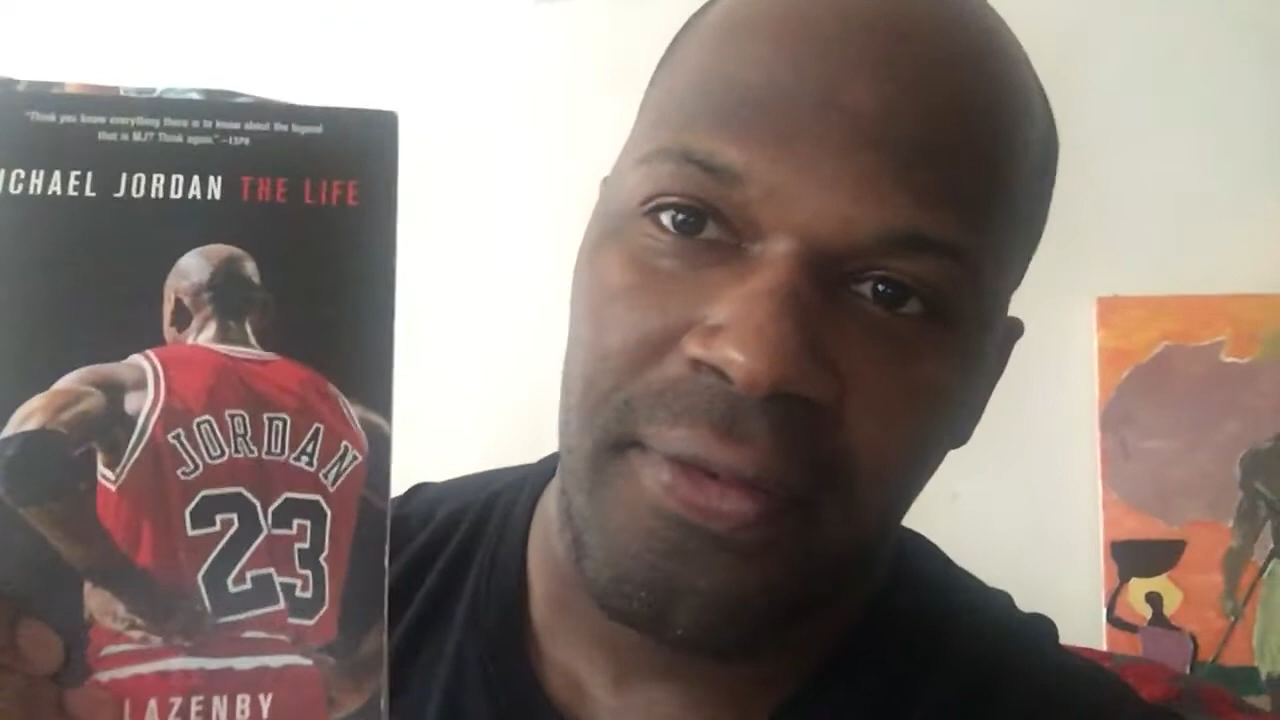 "Think you know everything there is to know about the legend
that is MJ? Think again." —ESPN
ICHAEL JORDAN THE LIFE
JORDAN
23
LAZENBY